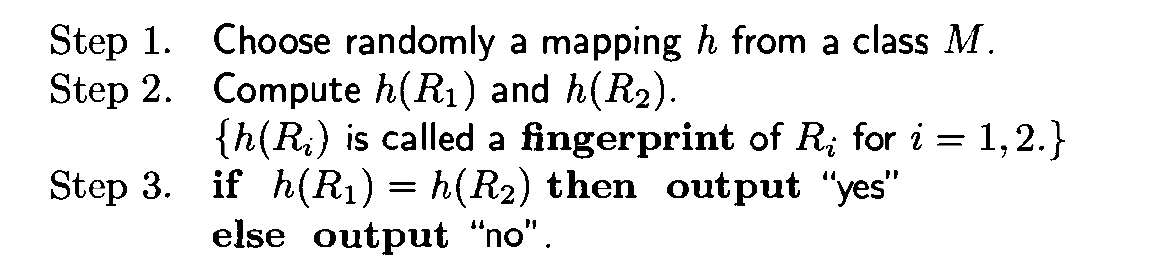 Step 1. Choose randomly a mapping h from a class M.
Step 2. Compute h(R₁) and h(R₂).
{h(Rᵢ) is called a fingerprint of Rᵢ for i = 1, 2.}
Step 3. if h(R₁) = h(R₂) then output “yes”
else output “no".